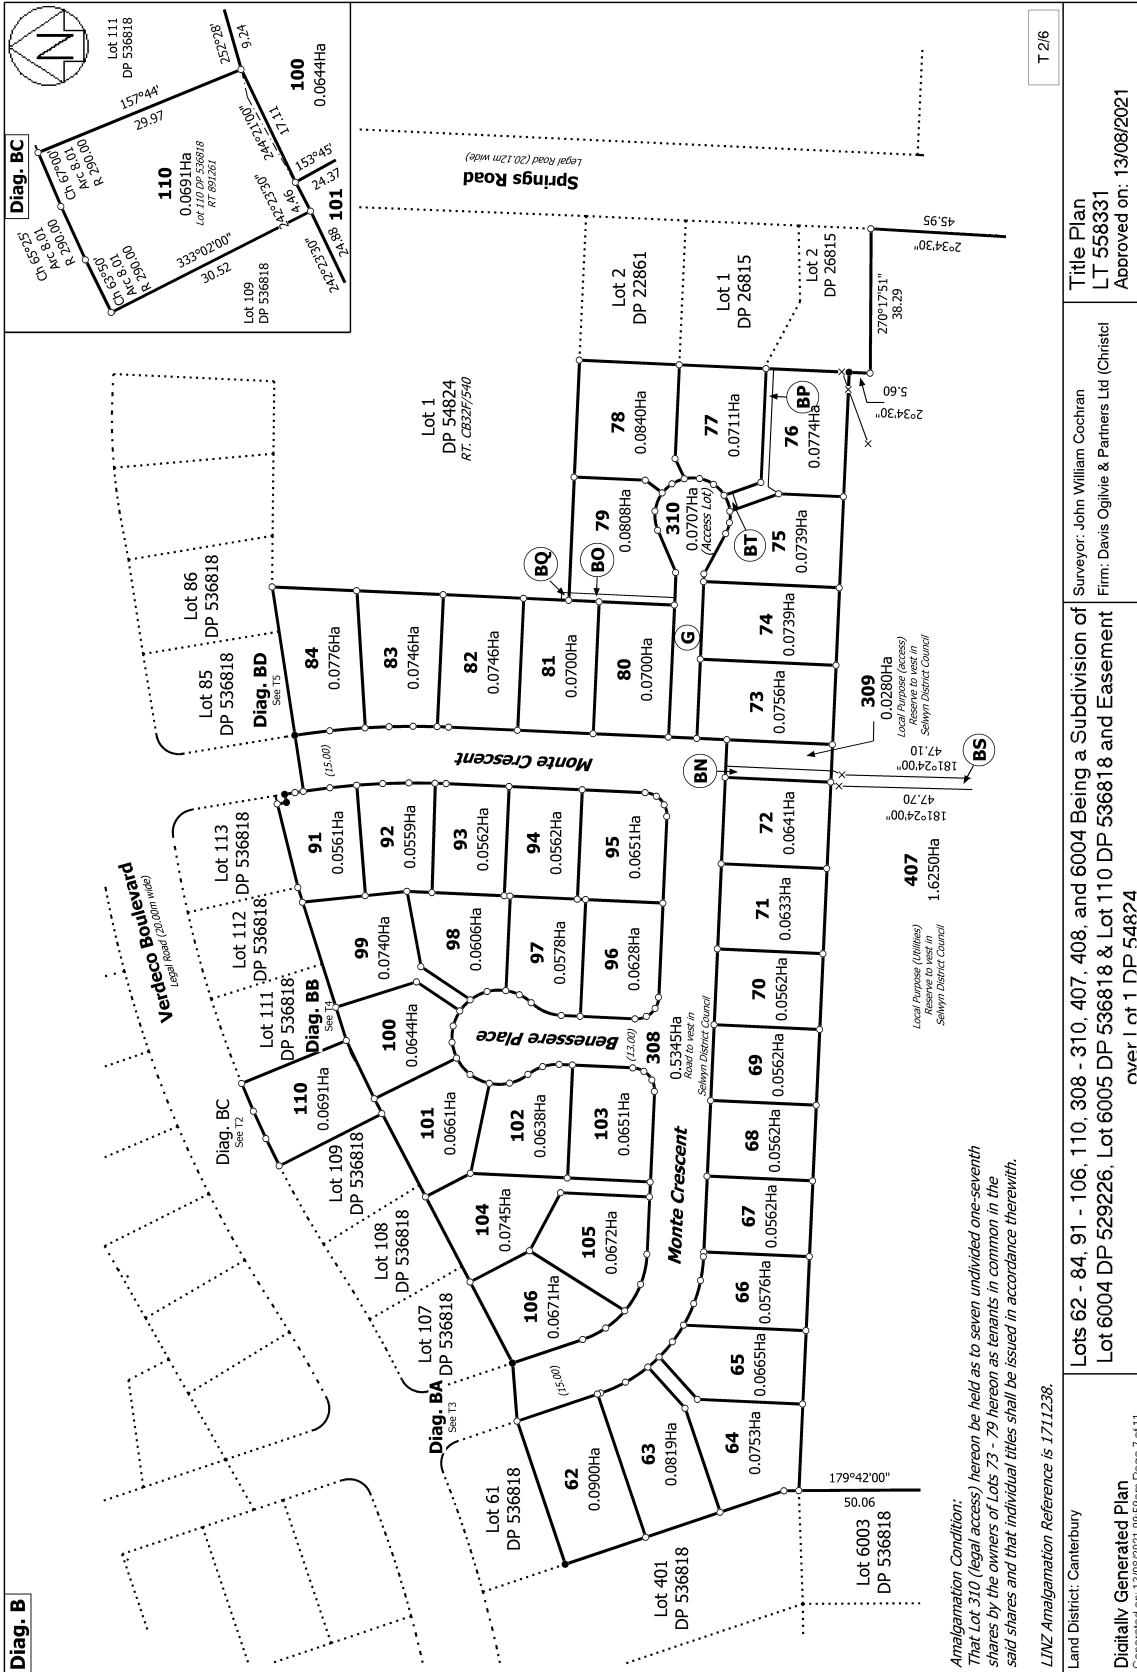 Diag. B
Diag. BC
N
Lot 111
DP 536818
252°28'
9.24
157°44'
29.97
100
0.0644Ha
244°21'00"
17.11
153°45'
24.37
242°23'30"
4.46
101
24.88
242°23'30"
110
0.0691Ha
Lot 110 DP 536818
RT 891261
Ch 67°00'
Arc 8.01
R 290.00
Ch 65°25'
Arc 8.01
R 290.00
Ch 63°50'
Arc 8.01
R 290.00
333°02'00"
30.52
Lot 109
DP 536818
Springs Road
Legal Road (20.12m wide)
45.95
2°34'30"
Lot 2
DP 22861
Lot 1
DP 26815
Lot 2
DP 26815
270°17'51"
38.29
5.60
2°34'30"
Lot 1
DP 54824
RT. CB32F/540
78
0.0840Ha
77
0.0711Ha
BP
76
0.0774Ha
79
0.0808Ha
310
0.0707Ha
(Access Lot)
BT
75
0.0739Ha
BQ
BO
G
74
0.0739Ha
73
0.0756Ha
Lot 86
DP 536818
Lot 85
DP 536818
Diag. BD
See T5
84
0.0776Ha
83
0.0746Ha
82
0.0746Ha
81
0.0700Ha
80
0.0700Ha
309
0.0280Ha
Local Purpose (access)
Reserve to vest in
Selwyn District Council
Monte Crescent
(15.00)
BN
181°24'00"
47.10
BS
181°24'00"
47.70
Lot 113
DP 536818
Lot 112
DP 536818
Lot 111
DP 536818
Diag. BB
See T4
Verdeco Boulevard
Legal Road (20.00m wide)
91
0.0561Ha
92
0.0559Ha
93
0.0562Ha
94
0.0562Ha
95
0.0651Ha
72
0.0641Ha
407
1.6250Ha
Local Purpose (Utilities)
Reserve to vest in
Selwyn District Council
99
0.0740Ha
98
0.0606Ha
97
0.0578Ha
96
0.0628Ha
71
0.0633Ha
70
0.0562Ha
100
0.0644Ha
Benessere Place
(13.00)
308
0.5345Ha
Road to vest in
Selwyn District Council
69
0.0562Ha
Diag. BC
See T2
110
0.0691Ha
101
0.0661Ha
102
0.0638Ha
103
0.0651Ha
68
0.0562Ha
Lot 109
DP 536818
Lot 108
DP 536818
Lot 107
DP 536818
104
0.0745Ha
105
0.0672Ha
106
0.0671Ha
Monte Crescent
67
0.0562Ha
66
0.0576Ha
65
0.0665Ha
Diag. BA
See T3
(15.00)
Lot 61
DP 536818
62
0.0900Ha
63
0.0819Ha
64
0.0753Ha
Lot 401
DP 536818
179°42'00"
50.06
Lot 6003
DP 536818
Amalgamation Condition:
That Lot 310 (legal access) hereon be held as to seven undivided one-seventh
shares by the owners of Lots 73 - 79 hereon as tenants in common in the
said shares and that individual titles shall be issued in accordance therewith.
LINZ Amalgamation Reference is 1711238.
T 2/6
Land District: Canterbury
Digitally Generated Plan
Generated on: 13/08/2021 09:58am Page 7 of 11
Lots 62 - 84, 91 - 106, 110, 308 - 310, 407, 408, and 6004 Being a Subdivision of
Lot 6004 DP 529226, Lot 6005 DP 536818 & Lot 110 DP 536818 and Easement
over Lot 1 DP 54824
Surveyor: John William Cochran
Firm: Davis Ogilvie & Partners Ltd (Christcl
Title Plan
LT 558331
Approved on: 13/08/2021